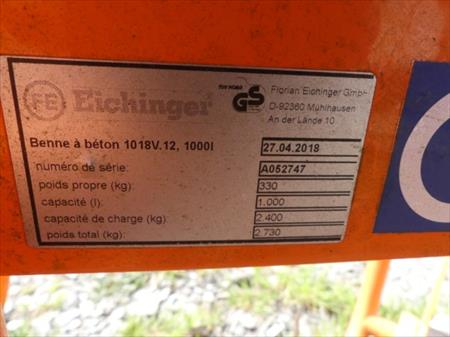 FE Eichinger
TÜV NORD
GS
Florian Eichinger GmbH
D-92360 Mühlhausen
An der Lände 10
Benne à béton 1018V.12, 1000l 27.04.2018
numéro de série: A052747
poids propre (kg): 330
capacité (l): 1.000
capacité de charge (kg): 2.400
poids total (kg): 2.730